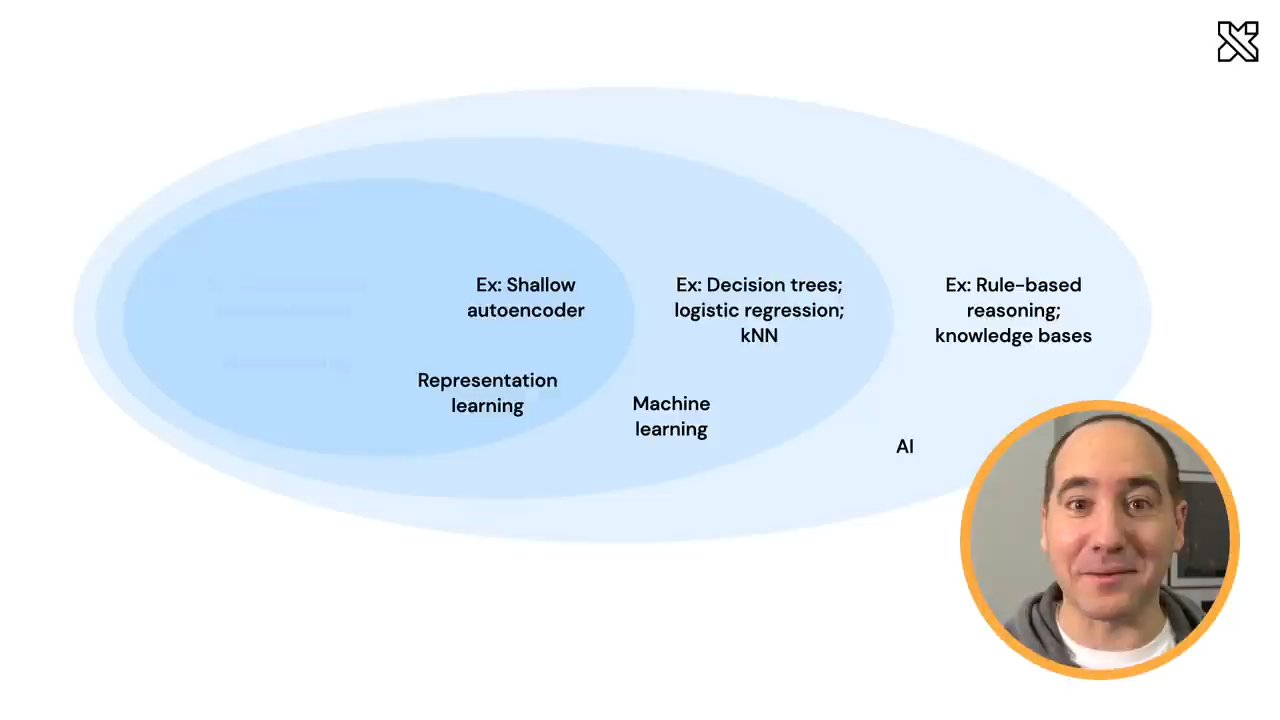 Ex: Shallow
autoencoder
Ex: Decision trees;
logistic regression;
kNN
Ex: Rule-based
reasoning;
knowledge bases
Representation
learning
Machine
learning
AI